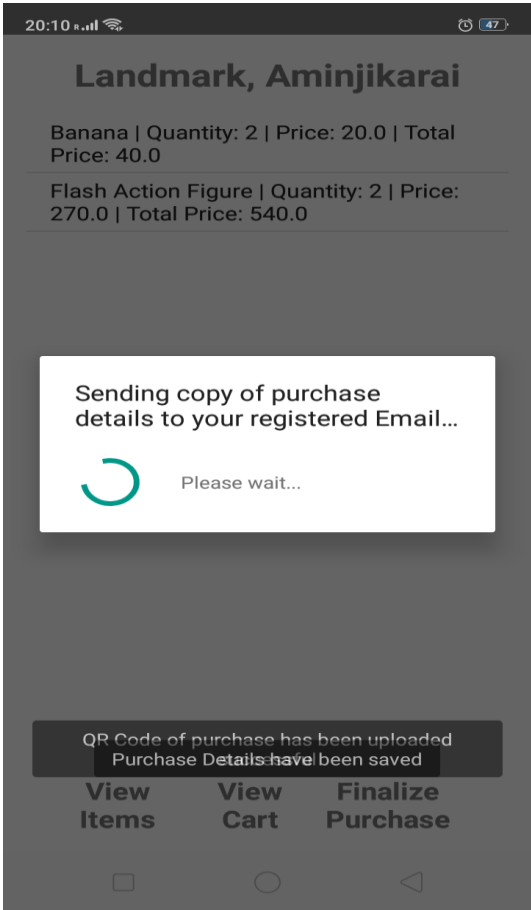 20:10
47
Landmark, Aminjikarai
Banana | Quantity: 2 | Price: 20.0 | Total
Price: 40.0
Flash Action Figure | Quantity: 2 | Price:
270.0 | Total Price: 540.0
Sending copy of purchase
details to your registered Email...
Please wait...
QR Code of purchase has been uploaded
Purchase Details have been saved
View View Finalize
Items Cart Purchase